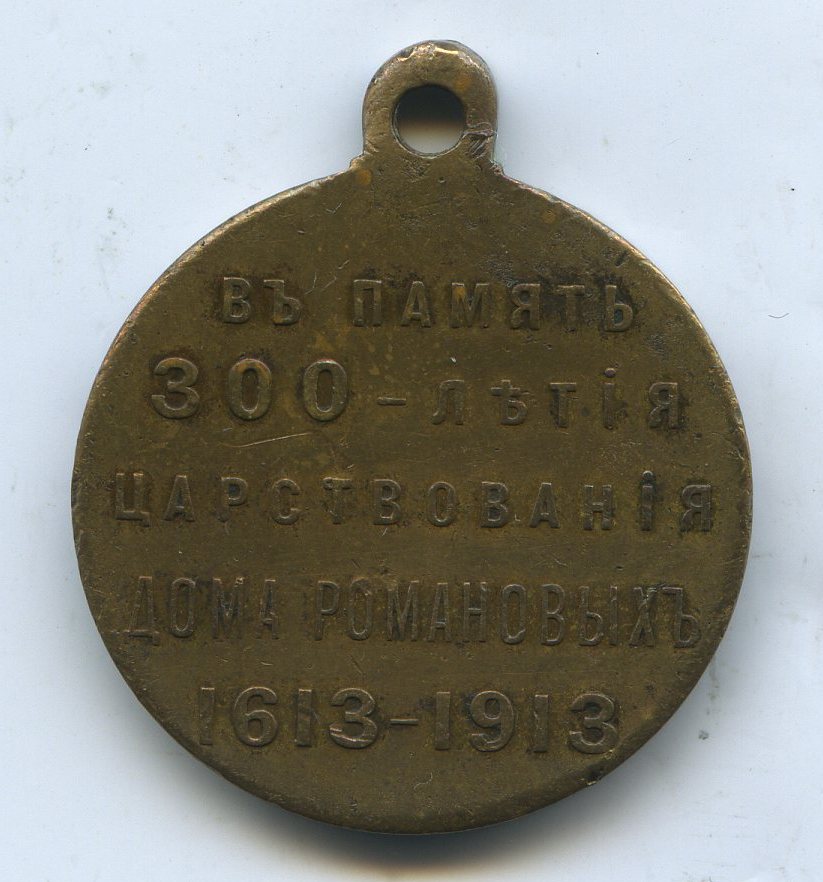 ВЪ ПАМЯТЬ
300-ЛѢТІЯ
ЦАРСТВОВАНІЯ
ДОМА РОМАНОВЫХЪ
1613-1913